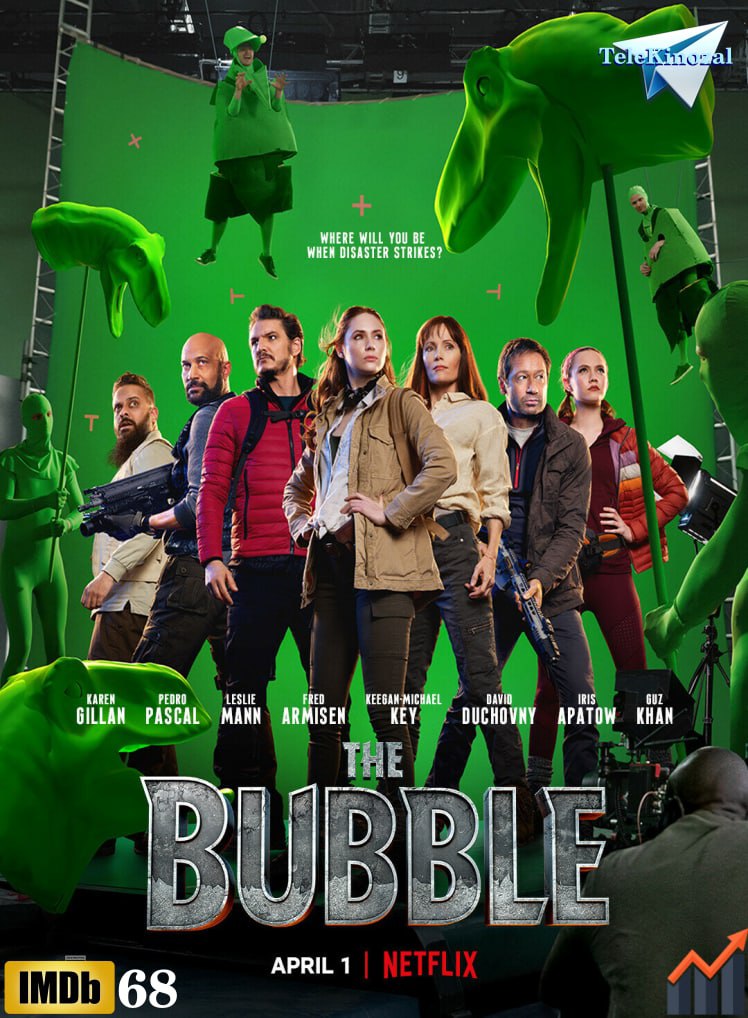 TeleKinozal
9
WHERE WILL YOU BE
WHEN DISASTER STRIKES?
KAREN GILLAN
PEDRO PASCAL
LESLIE MANN
FRED ARMISEN
KEEGAN-MICHAEL KEY
DAVID DUCHOVNY
IRIS APATOW
GUZ KHAN
THE
BUBBLE
APRIL 1 | NETFLIX
IMDb 68